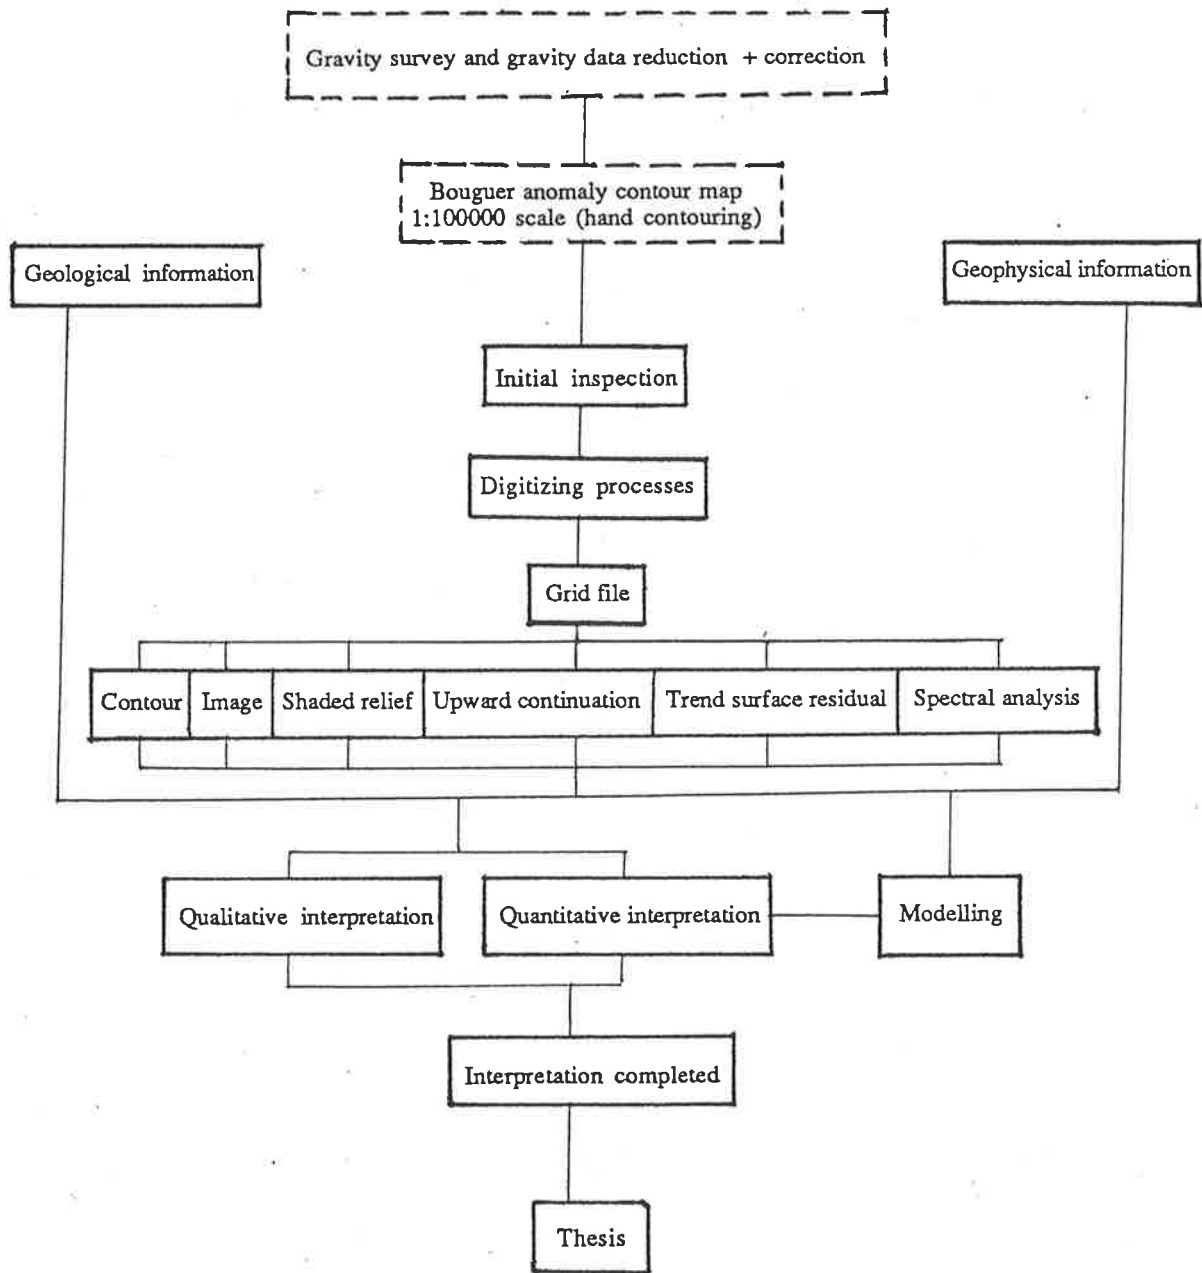 Gravity survey and gravity data reduction + correction
Bouguer anomaly contour map
1:100000 scale (hand contouring)
Geological information
Geophysical information
Initial inspection
Digitizing processes
Grid file
Contour
Image
Shaded relief
Upward continuation
Trend surface residual
Spectral analysis
Qualitative interpretation
Quantitative interpretation
Modelling
Interpretation completed
Thesis